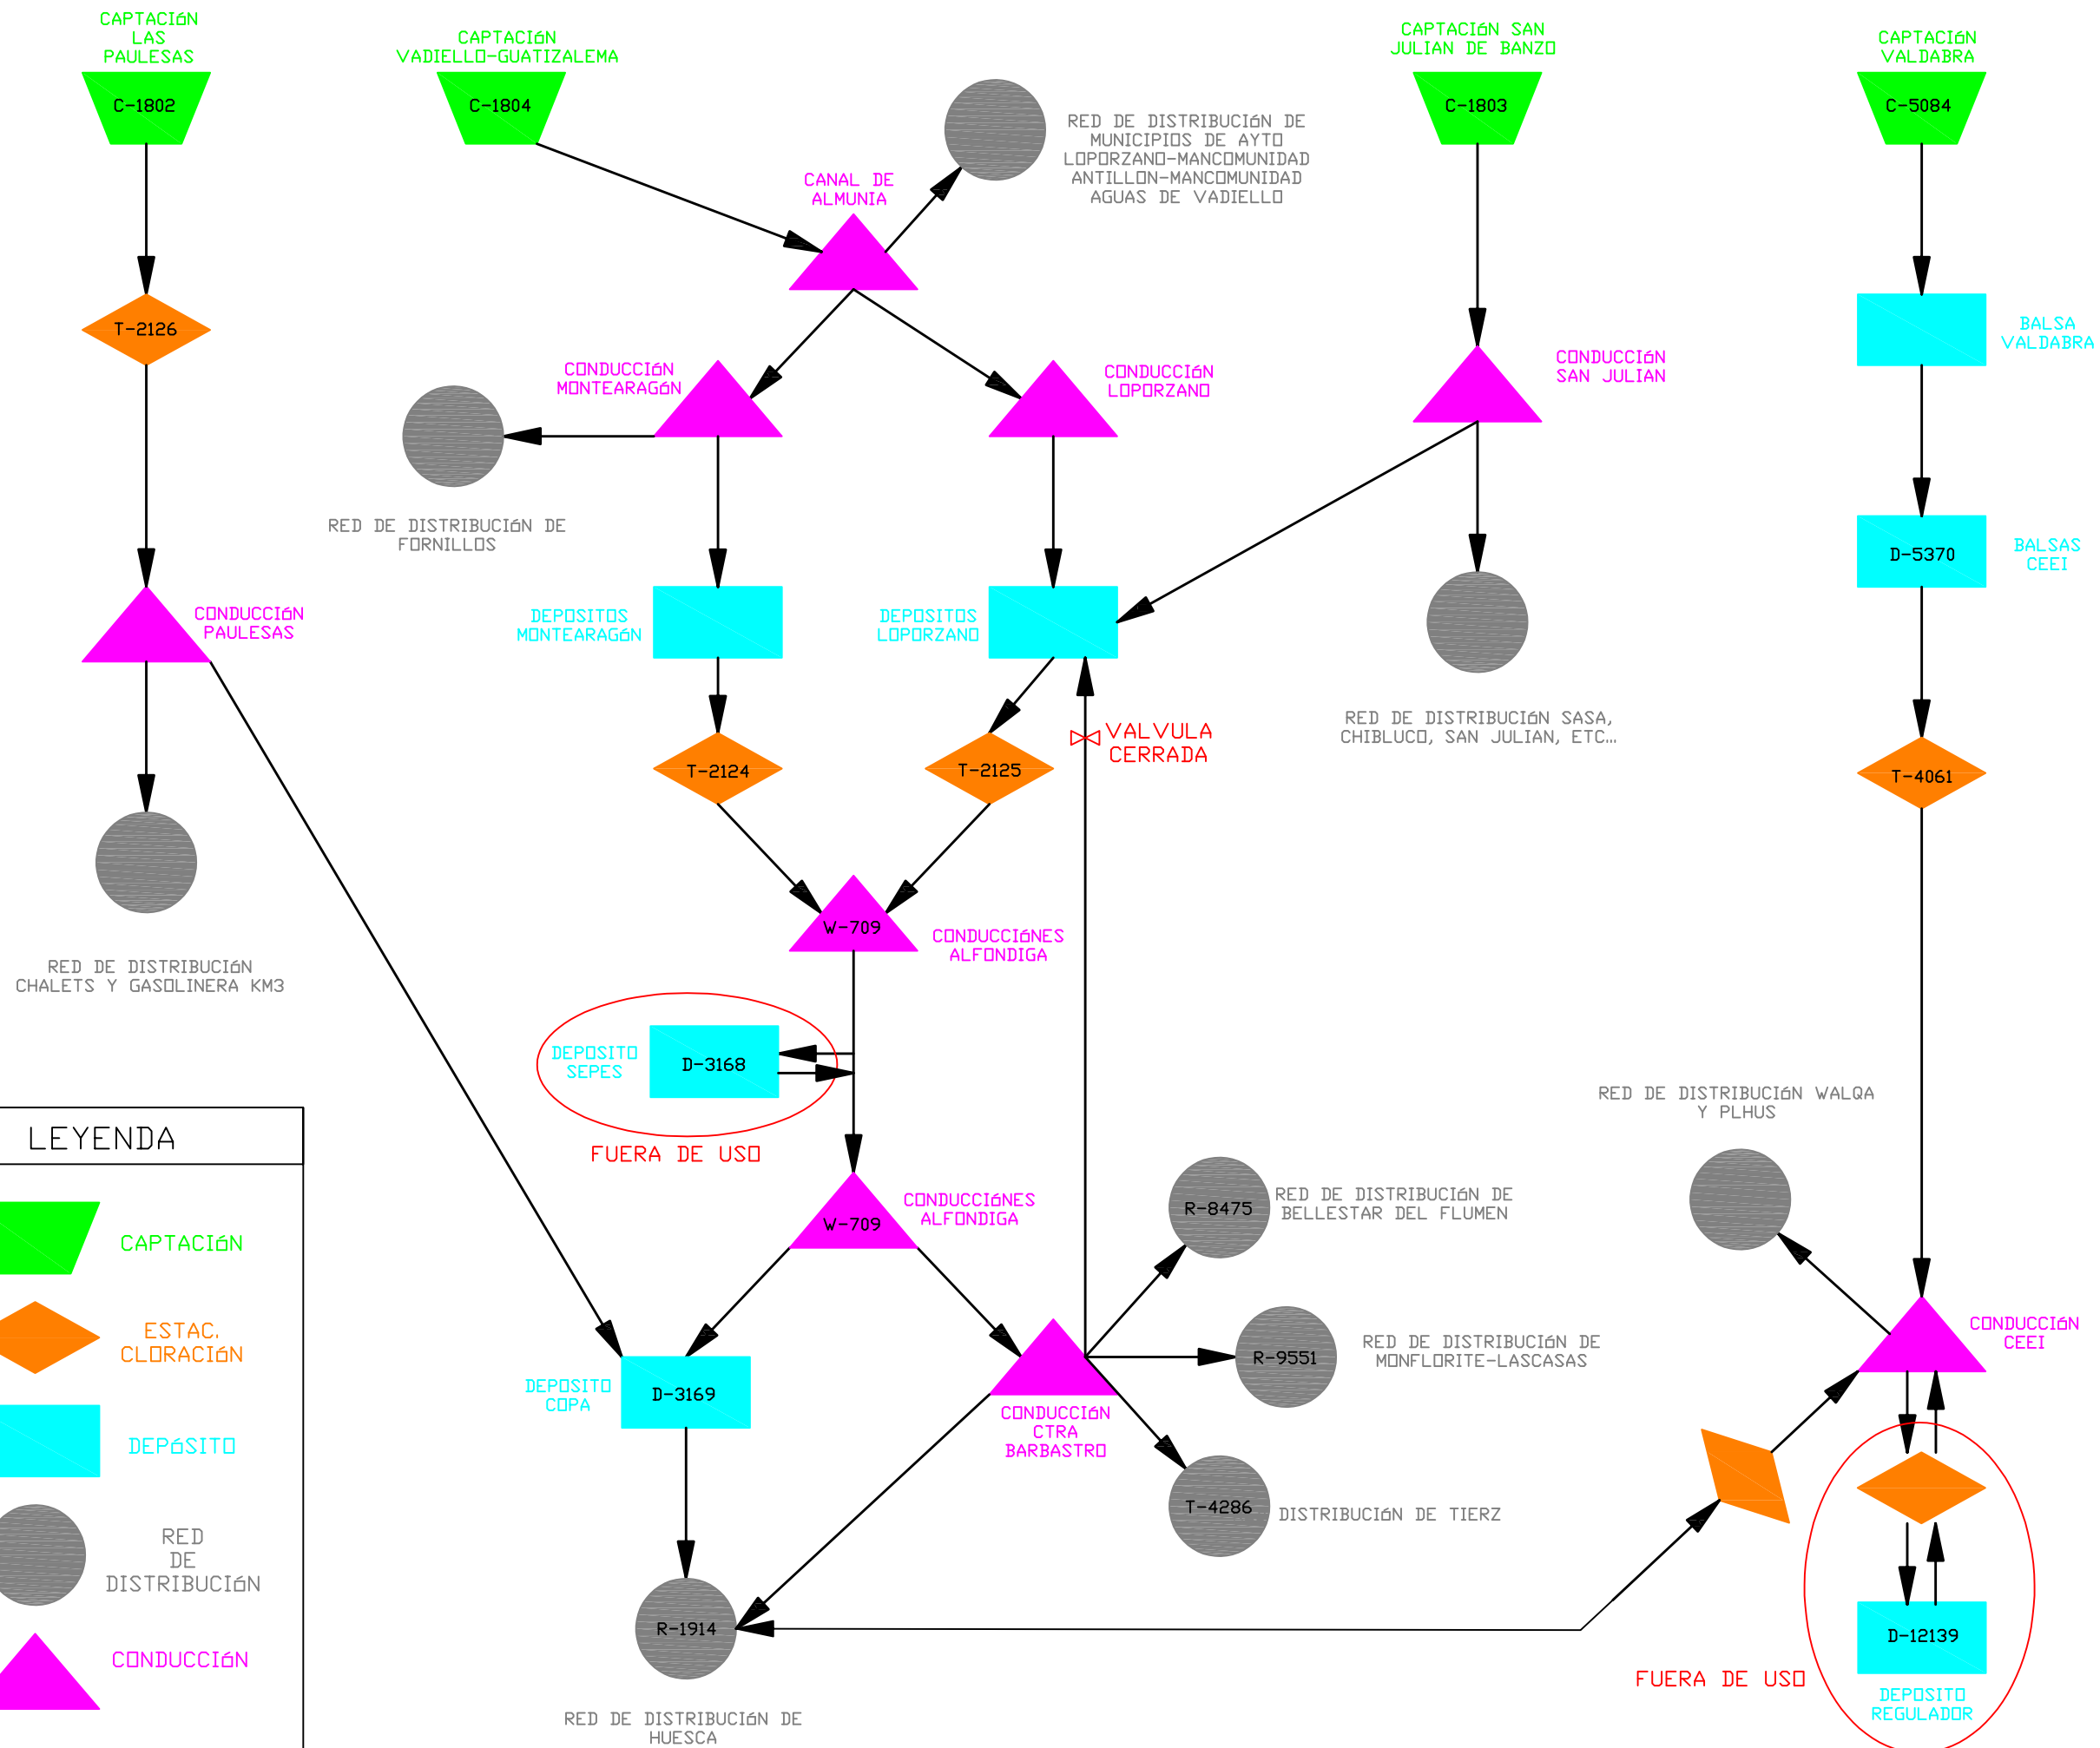 CAPTACIóN
LAS
PAULESAS
C-1802
CAPTACIóN
VADIELLO-GUATIZALEMA
C-1804
CAPTACIóN SAN
JULIAN DE BANZO
C-1803
CAPTACIóN
VALDABRA
C-5084
RED DE DISTRIBUCIóN DE
MUNICIPIOS DE AYTO
LOPORZANO-MANCOMUNIDAD
ANTILLON-MANCOMUNIDAD
AGUAS DE VADIELLO
CANAL DE
ALMUNIA
T-2126
BALSA
VALDABRA
CONDUCCIóN
MONTEARAGóN
CONDUCCIóN
LOPORZANO
CONDUCCIóN
SAN JULIAN
RED DE DISTRIBUCIóN DE
FORNILLOS
D-5370
BALSAS
CEEI
CONDUCCIóN
PAULESAS
DEPOSITOS
MONTEARAGóN
DEPOSITOS
LOPORZANO
RED DE DISTRIBUCIóN SASA,
CHIBLUCO, SAN JULIAN, ETC...
VALVULA
CERRADA
T-2124
T-2125
T-4061
W-709
CONDUCCIóNES
ALFONDIGA
RED DE DISTRIBUCIóN
CHALETS Y GASOLINERA KM3
DEPOSITO
SEPES
D-3168
FUERA DE USO
RED DE DISTRIBUCIóN WALQA
Y PLHUS
W-709
CONDUCCIóNES
ALFONDIGA
R-8475
RED DE DISTRIBUCIóN DE
BELLESTAR DEL FLUMEN
R-9551
RED DE DISTRIBUCIóN DE
MONFLORITE-LASCASAS
CONDUCCIóN
CEEI
DEPOSITO
COPA
D-3169
CONDUCCIóN
CTRA
BARBASTRO
T-4286
DISTRIBUCIóN DE TIERZ
R-1914
RED DE DISTRIBUCIóN DE
HUESCA
D-12139
FUERA DE USO
DEPOSITO
REGULADOR
LEYENDA
CAPTACIóN
ESTAC.
CLORACIóN
DEPóSITO
RED
DE
DISTRIBUCIóN
CONDUCCIóN